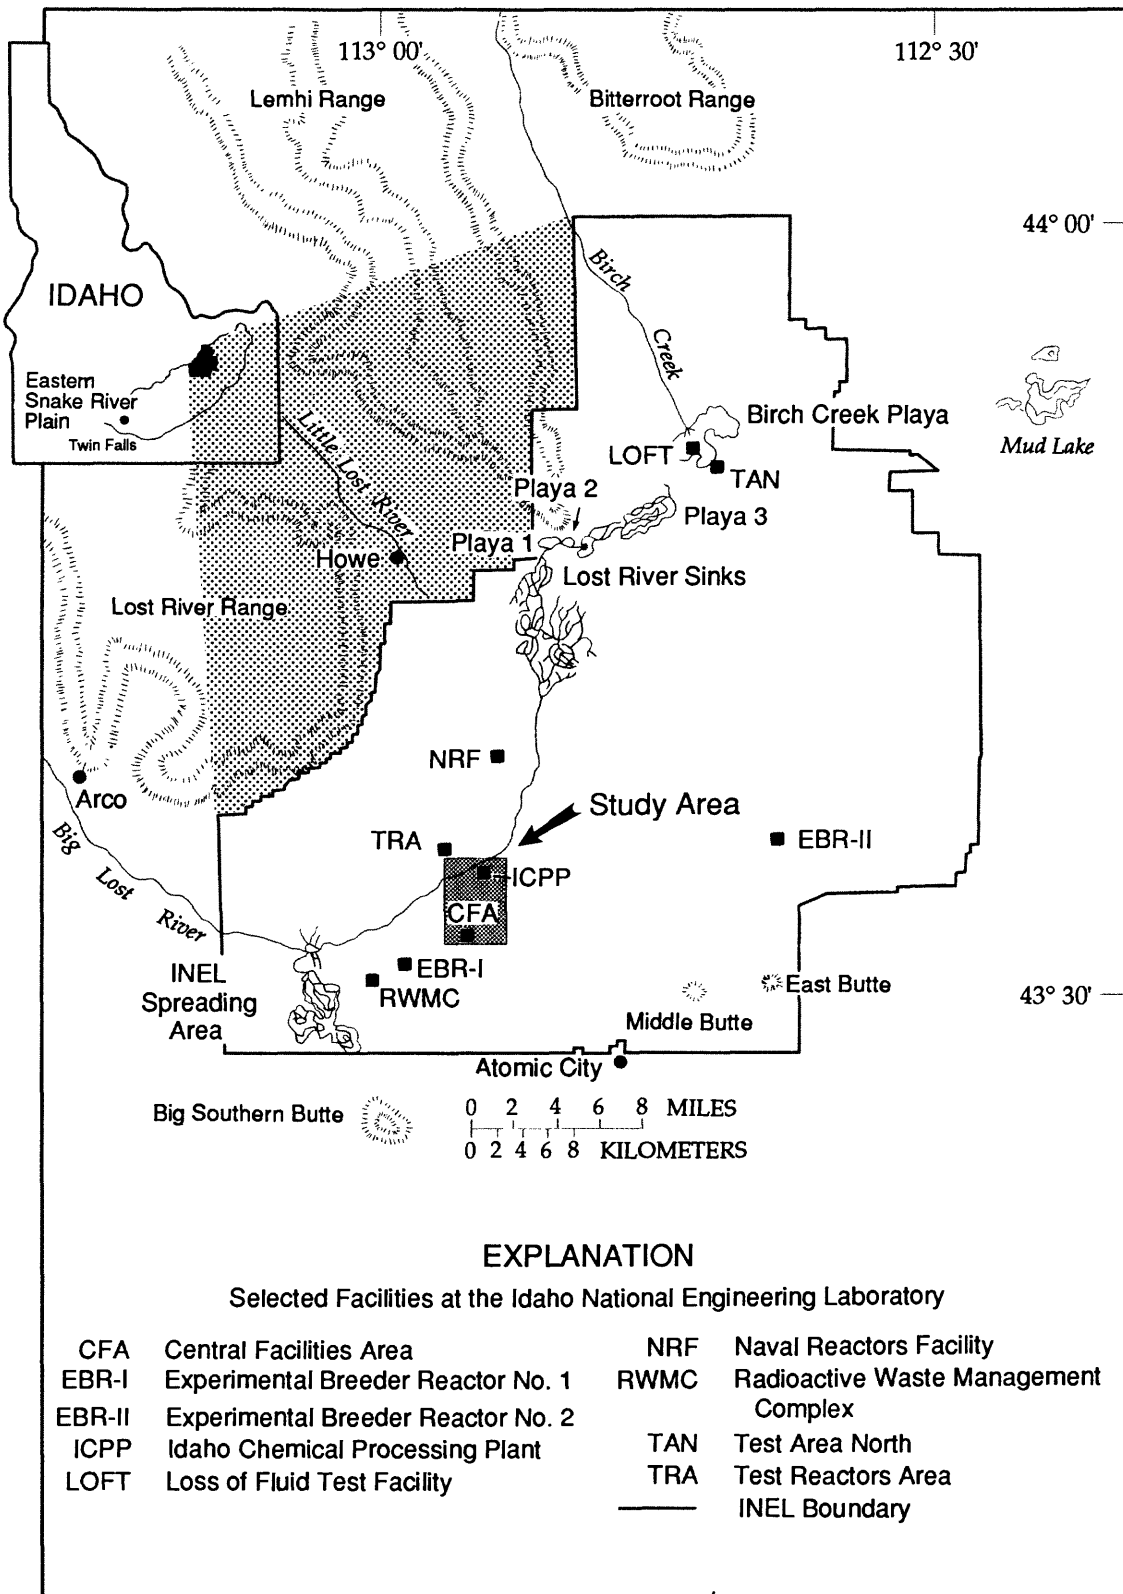 113° 00'
112° 30'
Lemhi Range
Bitterroot Range
44° 00'
Birch
Creek
IDAHO
Eastern
Snake River
Plain
Twin Falls
Birch Creek Playa
Mud Lake
LOFT
TAN
Little Lost River
Playa 2
Playa 3
Playa 1
Howe
Lost River Sinks
Lost River Range
NRF
Arco
Study Area
TRA
EBR-II
ICPP
Big
Lost
River
CFA
INEL
Spreading
Area
EBR-I
RWMC
East Butte
43° 30'
Middle Butte
Atomic City
Big Southern Butte
0 2 4 6 8 MILES
0 2 4 6 8 KILOMETERS
EXPLANATION
Selected Facilities at the Idaho National Engineering Laboratory
CFA Central Facilities Area
EBR-I Experimental Breeder Reactor No. 1
EBR-II Experimental Breeder Reactor No. 2
ICPP Idaho Chemical Processing Plant
LOFT Loss of Fluid Test Facility
NRF Naval Reactors Facility
RWMC Radioactive Waste Management
Complex
TAN Test Area North
TRA Test Reactors Area
INEL Boundary